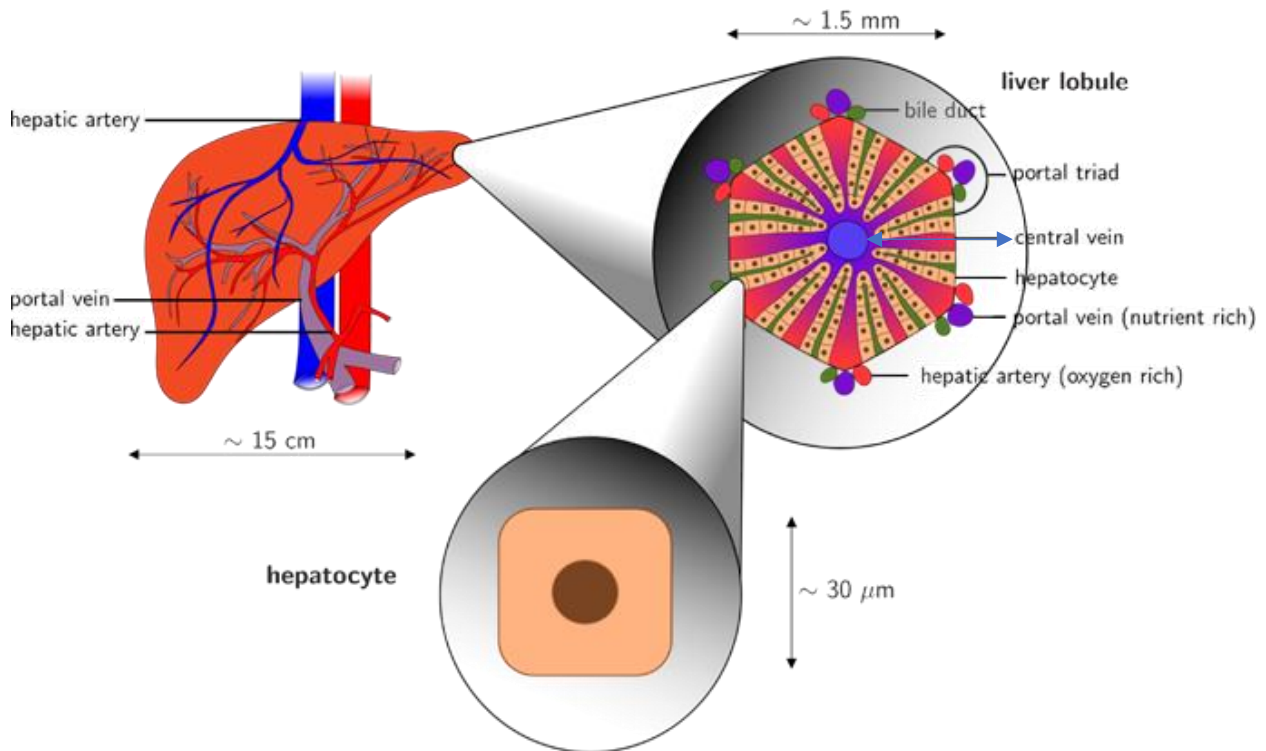 ~ 1.5 mm
liver lobule
hepatic artery
bile duct
portal triad
central vein
hepatocyte
portal vein
portal vein (nutrient rich)
hepatic artery
hepatic artery (oxygen rich)
~ 15 cm
hepatocyte
~ 30 μm